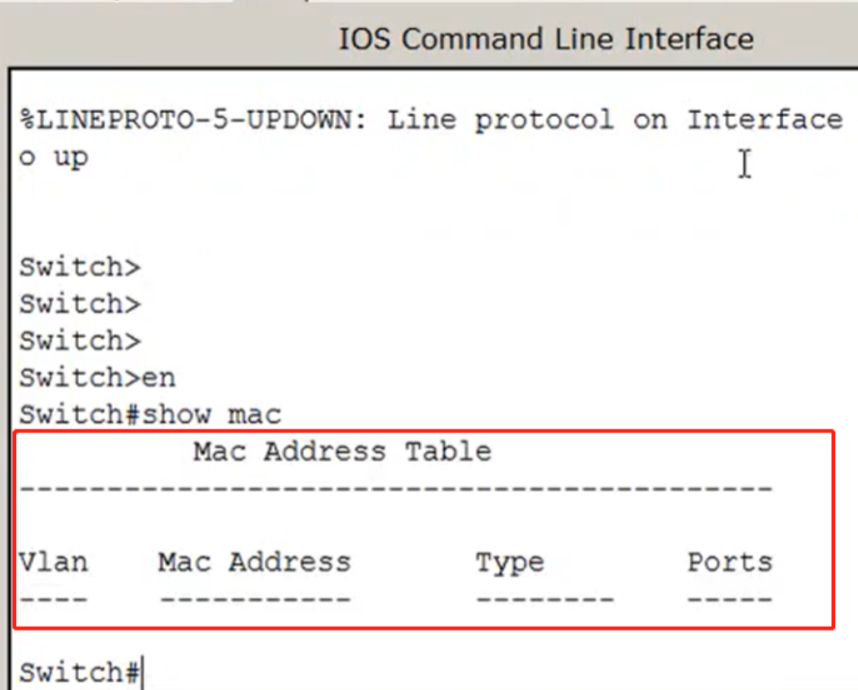 IOS Command Line Interface
%LINEPROTO-5-UPDOWN: Line protocol on Interface
o up
Switch>
Switch>
Switch>
Switch>en
Switch#show mac
Mac Address Table
-------------------------------------------
Vlan    Mac Address       Type        Ports
----    -----------       --------    -----
Switch#